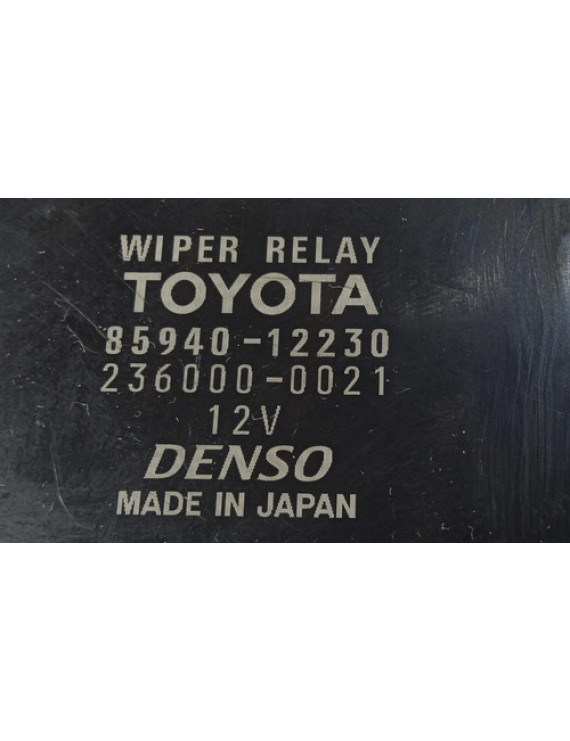 WIPER RELAY
TOYOTA
85940-12230
236000-0021
12V
DENSO
MADE IN JAPAN